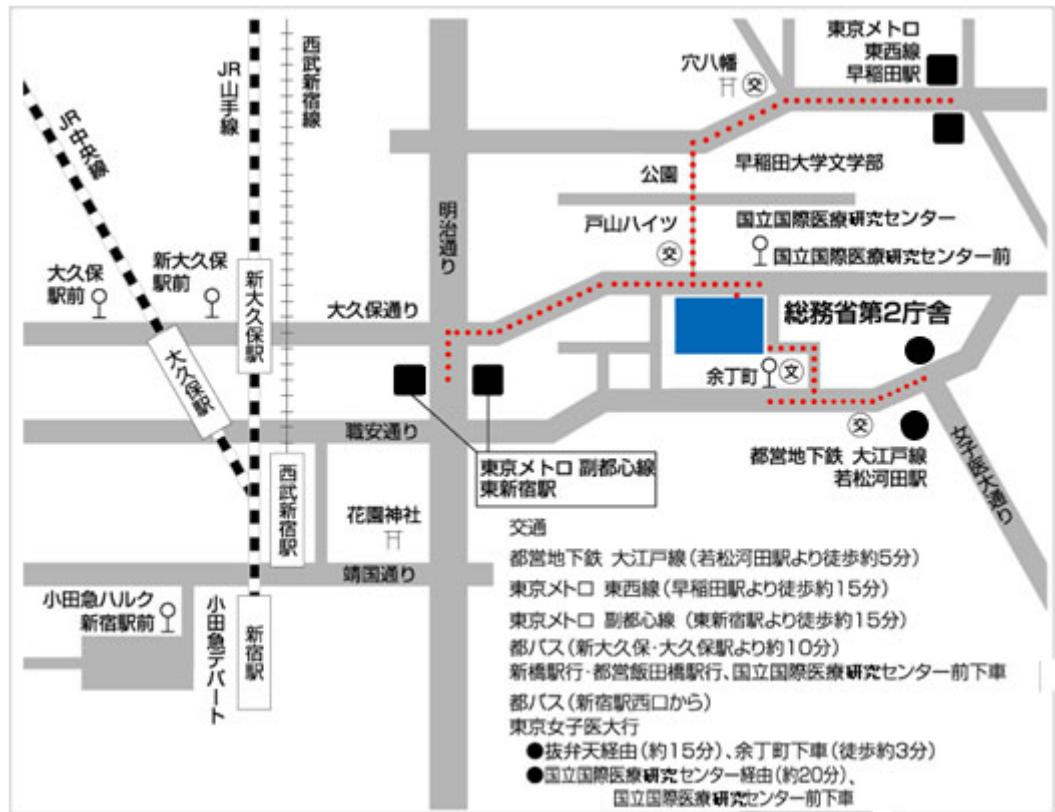 東京メトロ
東西線
早稲田駅
穴八幡
交
西武新宿線
JR山手線
JR中央線
早稲田大学文学部
公園
明治通り
戸山ハイツ
交
国立国際医療研究センター
国立国際医療研究センター前
大久保
駅前
新大久保
駅前
新大久保駅
大久保通り
総務省第2庁舎
大久保駅
余丁町
文
職安通り
交
都営地下鉄 大江戸線
若松河田駅
女子医大通り
東京メトロ 副都心線
東新宿駅
西武新宿駅
花園神社
靖国通り
小田急ハルク
新宿駅前
小田急デパート
新宿駅
交通
都営地下鉄 大江戸線(若松河田駅より徒歩約5分)
東京メトロ 東西線(早稲田駅より徒歩約15分)
東京メトロ 副都心線 (東新宿駅より徒歩約15分)
都バス(新大久保・大久保駅より約10分)
新橋駅行・都営飯田橋駅行、国立国際医療研究センター前下車
都バス(新宿駅西口から)
東京女子医大行
●抜弁天経由(約15分)、余丁町下車(徒歩約3分)
●国立国際医療研究センター経由(約20分)、
国立国際医療研究センター前下車